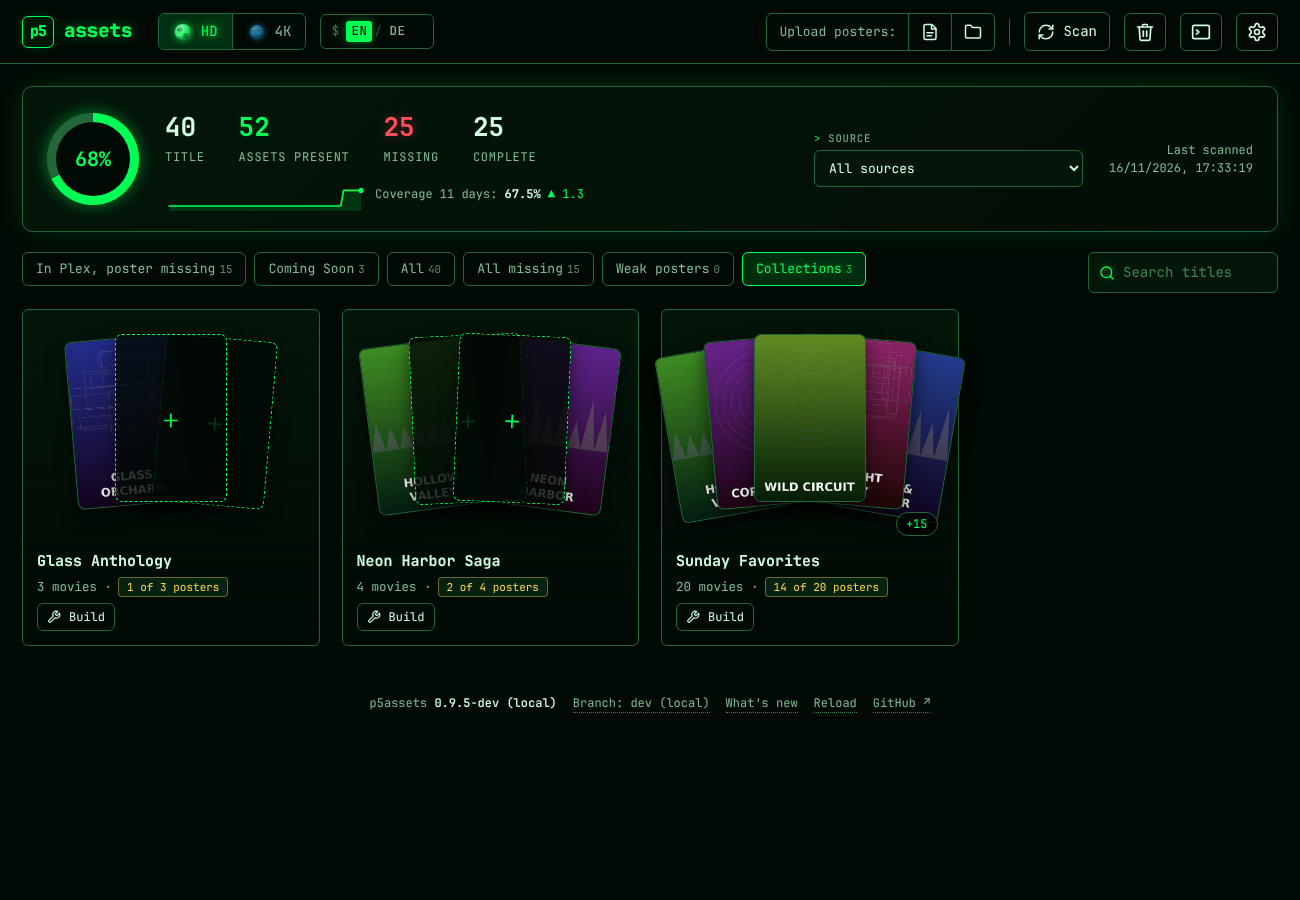 p5 assets HD 4K $ EN / DE Upload posters: Scan
68%
40 52 25 25
TITLE ASSETS PRESENT MISSING COMPLETE
Coverage 11 days: 67.5% ▲ 1.3
> SOURCE
All sources
Last scanned
16/11/2026, 17:33:19
In Plex, poster missing 15 Coming Soon 3 All 40 All missing 15 Weak posters 0 Collections 3 Search titles
GLASS
ORCHARD
Glass Anthology
3 movies · 1 of 3 posters
Build
HOLLOW
VALLEY
NEON
HARBOR
Neon Harbor Saga
4 movies · 2 of 4 posters
Build
WILD CIRCUIT
+15
Sunday Favorites
20 movies · 14 of 20 posters
Build
p5assets 0.9.5-dev (local) Branch: dev (local) What's new Reload GitHub ↗